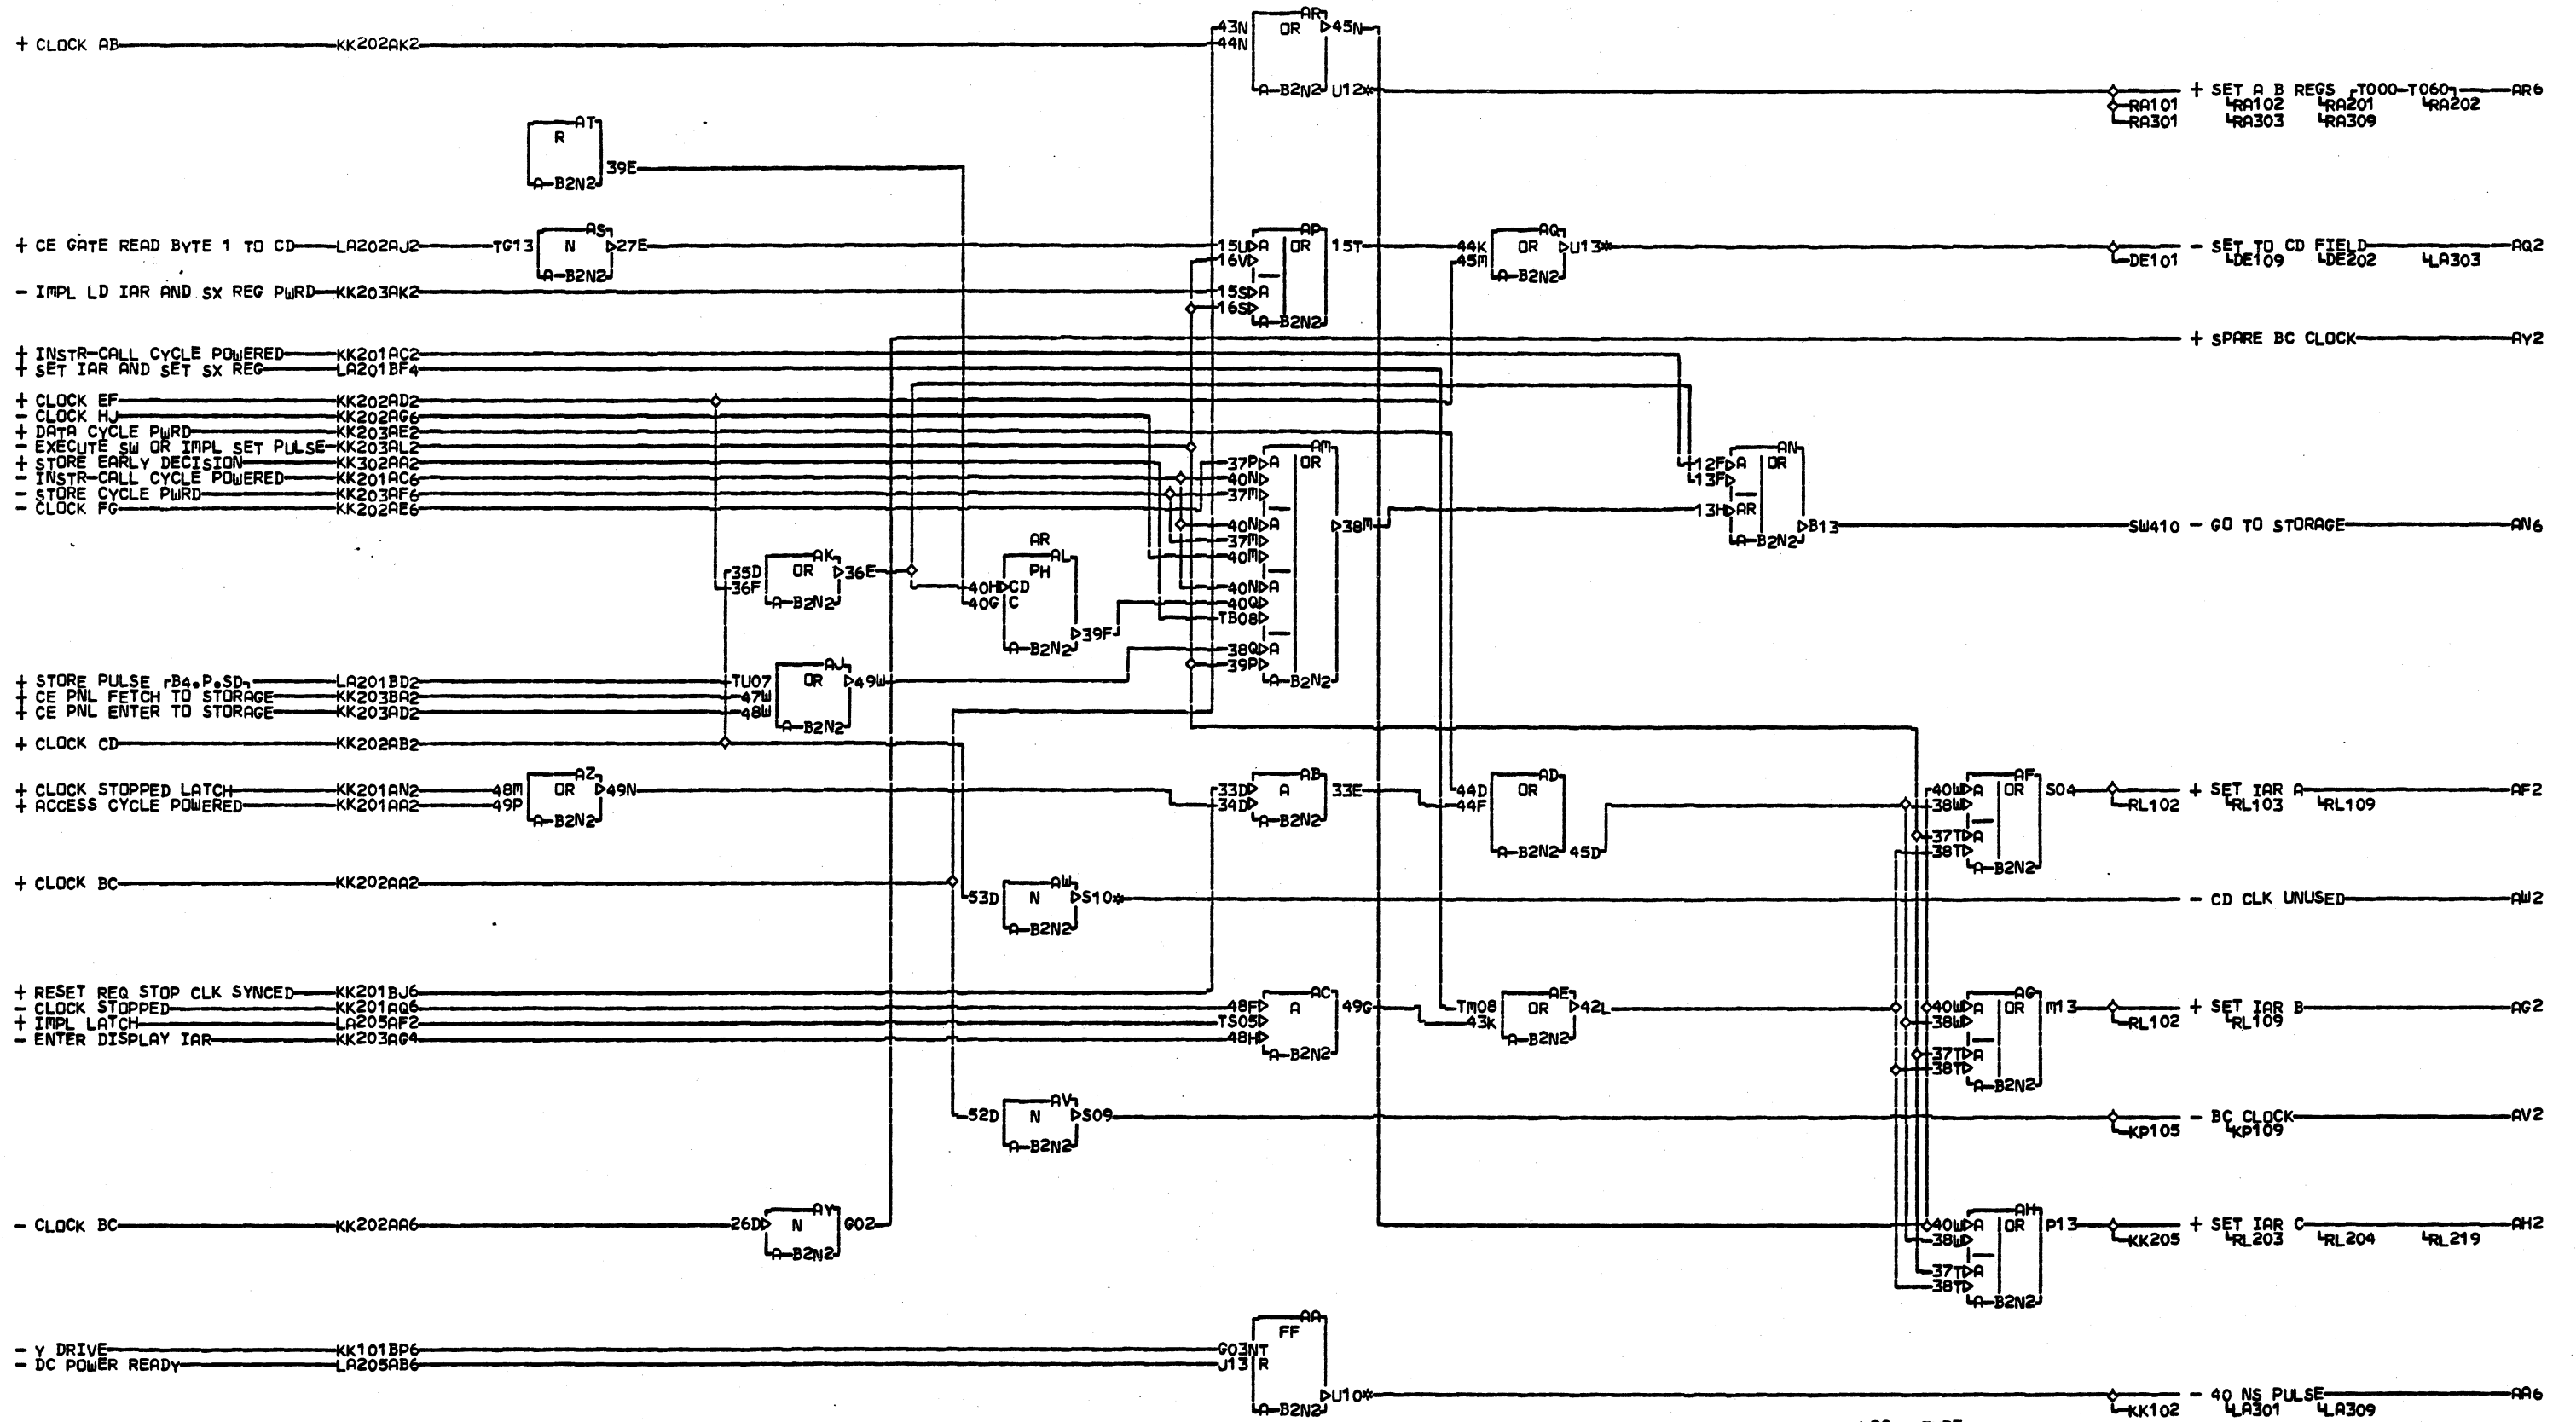 AR
43N OR 45N
+ CLOCK AB KK202AK2 44N
A B2N2 U12* + SET A B REGS T000-T060 AR6
RA101 RA102 RA201 RA202
RA301 RA303 RA309
AT
R
39E
A B2N2
AS AP AQ
+ CE GATE READ BYTE 1 TO CD LA202AJ2 TG13 N 27E 15U A OR 15T 44K OR U13* - SET TO CD FIELD AQ2
16V 45M DE101 DE109 DE202 LA303
A B2N2 A B2N2
- IMPL LD IAR AND SX REG PWRD KK203AK2 15S A
16S
A B2N2
+ SPARE BC CLOCK AY2
+ INSTR-CALL CYCLE POWERED KK201AC2
+ SET IAR AND SET SX REG LA201BF4
+ CLOCK EF KK202AD2
- CLOCK HJ KK202AG6
+ DATA CYCLE PWRD KK203AE2
- EXECUTE SW OR IMPL SET PULSE KK203AL2 AM AN
+ STORE EARLY DECISION KK302AA2 37P A OR 12F A OR
- INSTR-CALL CYCLE POWERED KK201AC6 40N 13F
- STORE CYCLE PWRD KK203AF6 37M
- CLOCK FG KK202AE6 13H AR
40N A 38M B13 SW410 - GO TO STORAGE AN6
37M A B2N2
AR
AK AL 40M
35D OR 36E PH
36F 40H CD 40N A
A B2N2 40G C 40Q
TB08
39F
A B2N2 38Q A
AJ 39P
+ STORE PULSE B4.P.SD LA201BD2 TU07 OR 49W A B2N2
+ CE PNL FETCH TO STORAGE KK203BA2 47W
+ CE PNL ENTER TO STORAGE KK203AD2 48W
A B2N2
+ CLOCK CD KK202AB2
AZ AB AD AF
+ CLOCK STOPPED LATCH KK201AN2 48M OR 49N 33D A 33E 44D OR 40W A OR S04 + SET IAR A AF2
+ ACCESS CYCLE POWERED KK201AA2 49P 34D 44F 38W RL102 RL103 RL109
A B2N2 A B2N2
37T A
A B2N2 45D 38T
A B2N2
+ CLOCK BC KK202AA2 AW
53D N S10* - CD CLK UNUSED AW2
A B2N2
+ RESET REQ STOP CLK SYNCED KK201BJ6 AC AE AG
- CLOCK STOPPED KK201AQ6 48F A 49G TM08 OR 42L 40W A OR M13 + SET IAR B AG2
+ IMPL LATCH LA205AF2 TS05 43K 38W RL102 RL109
- ENTER DISPLAY IAR KK203AG4 48H A B2N2
A B2N2 37T A
38T
A B2N2
AV
52D N S09 - BC CLOCK AV2
KP105 KP109
A B2N2
AY AH
- CLOCK BC KK202AA6 26D N G02 40W A OR P13 + SET IAR C AH2
38W KK205 RL203 RL204 RL219
A B2N2
37T A
38T
A B2N2
AA
FF
- Y DRIVE KK101BP6 G03 NT
- DC POWER READY LA205AB6 J13 R
U10* - 40 NS PULSE AA6
A B2N2 KK102 LA301 LA309